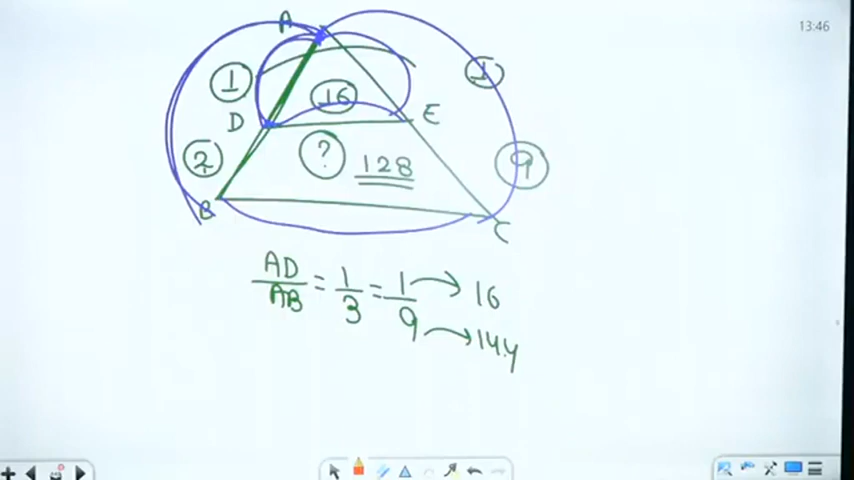 13:46
A
1
1
16
D
E
2
?
128
9
B
C
AD/AB = 1/3 = 1/9 → 16
→ 144